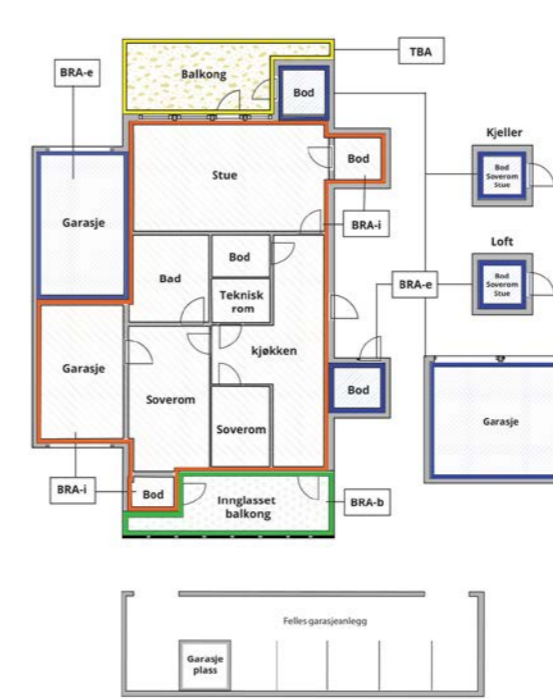 TBA
BRA-e
Balkong
Bod
Kjeller
Bod
Soverom
Stue
Bod
Stue
Garasje
BRA-i
Loft
Bod
Bad
Bod
Soverom
Stue
BRA-e
Teknisk
rom
kjøkken
Garasje
Bod
Soverom
Garasje
Soverom
BRA-i
Bod
Innglasset
balkong
BRA-b
Felles garasjeanlegg
Garasje
plass